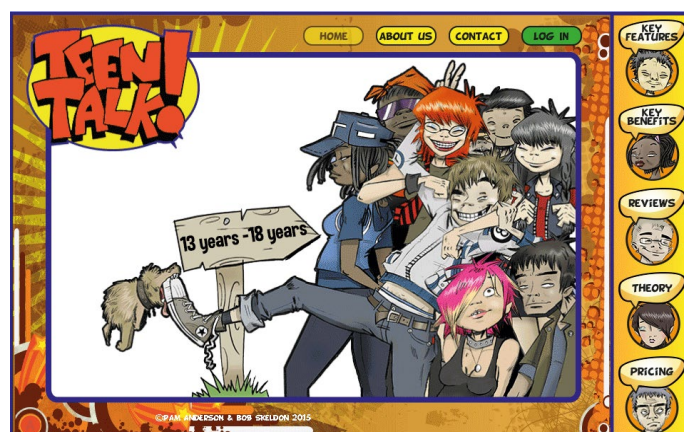 TEEN
TALK!
HOME
ABOUT US
CONTACT
LOG IN
KEY
FEATURES
KEY
BENEFITS
REVIEWS
THEORY
PRICING
13 years -18 years
©PAM ANDERSON & BOB SKELDON 2015